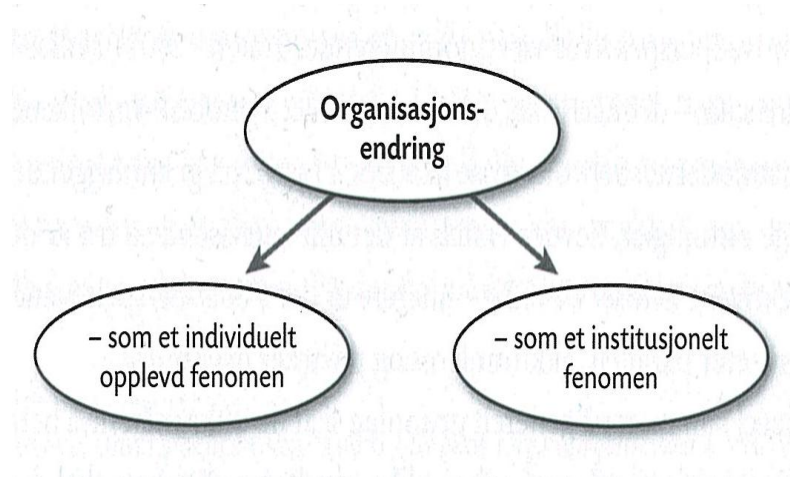 Organisasjons-
endring
– som et individuelt
opplevd fenomen
– som et institusjonelt
fenomen